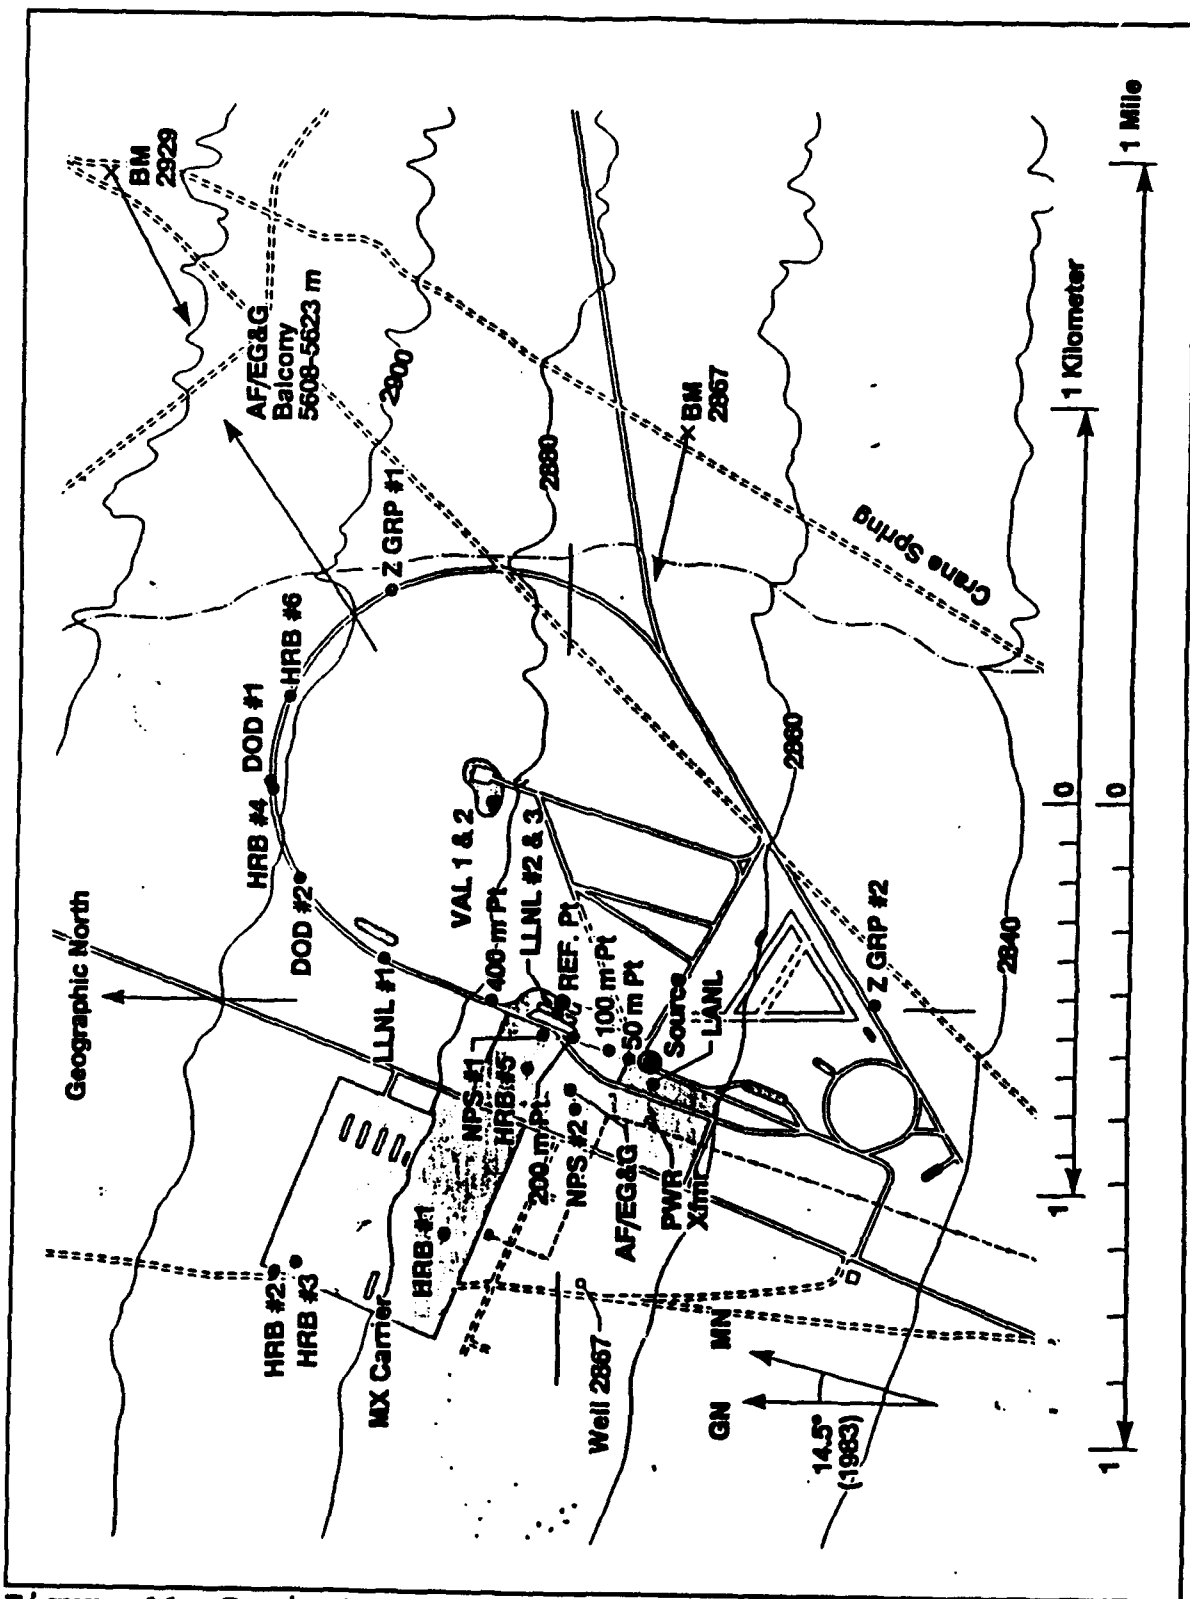 Geographic North
BM
2929
AF/EG&G
Balcony
5608-5623 m
2900
Z GRP #1
HRB #6
DOD #1
HRB #4
DOD #2
LLNL #1
HRB #2
HRB #3
MX Carrier
2880
VAL 1 & 2
400-m Pt
LLNL #2 & 3
REF. Pt
NPS #1
HRB #5
HRB #1
200 m Pt
100 m Pt
50 m Pt
NPS #2
Source
LANL
AF/EG&G
PWR
Xfmr
BM
2867
Crane Spring
2860
Well 2867
Z GRP #2
2840
GN
MN
14.5°
(1983)
1
0
1 Kilometer
1
0
1 Mile